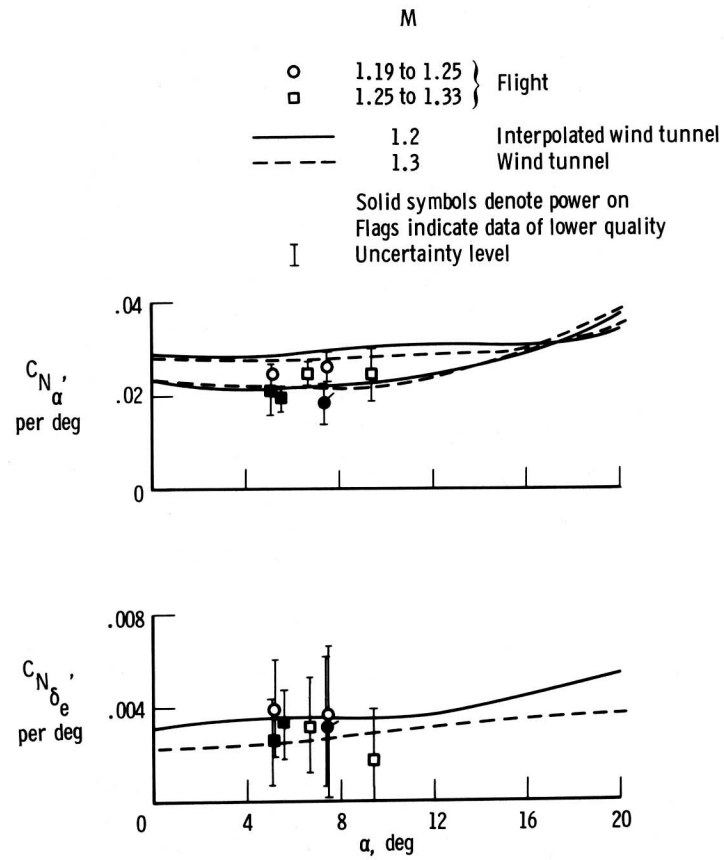 M
1.19 to 1.25
1.25 to 1.33
Flight
1.2 Interpolated wind tunnel
1.3 Wind tunnel
Solid symbols denote power on
Flags indicate data of lower quality
Uncertainty level
.04
C_Nα,
per deg
.02
0
.008
C_Nδe,
per deg
.004
0 4 8 12 16 20
α, deg